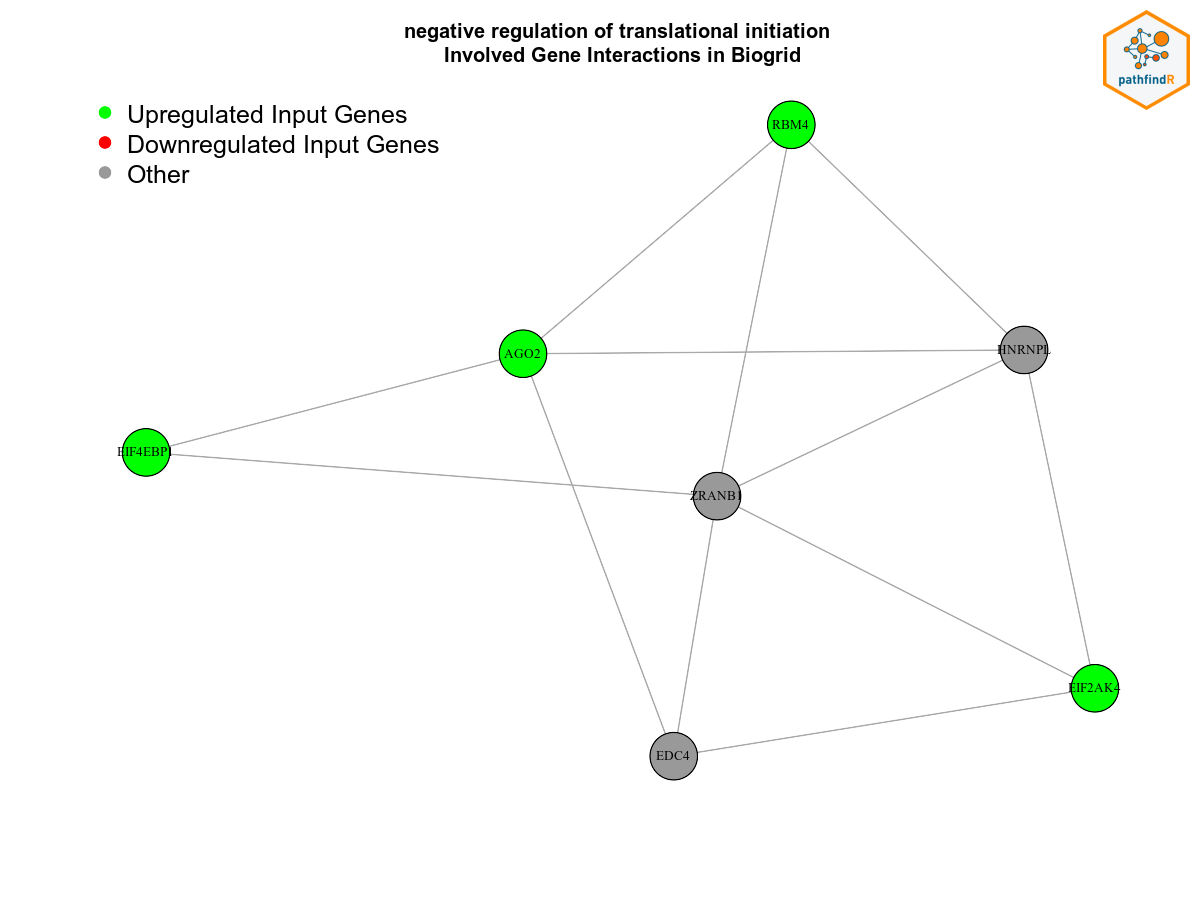 negative regulation of translational initiation
Involved Gene Interactions in Biogrid
pathfindR
Upregulated Input Genes
Downregulated Input Genes
Other
RBM4
AGO2
HNRNPL
EIF4EBP1
ZRANB1
EIF2AK4
EDC4